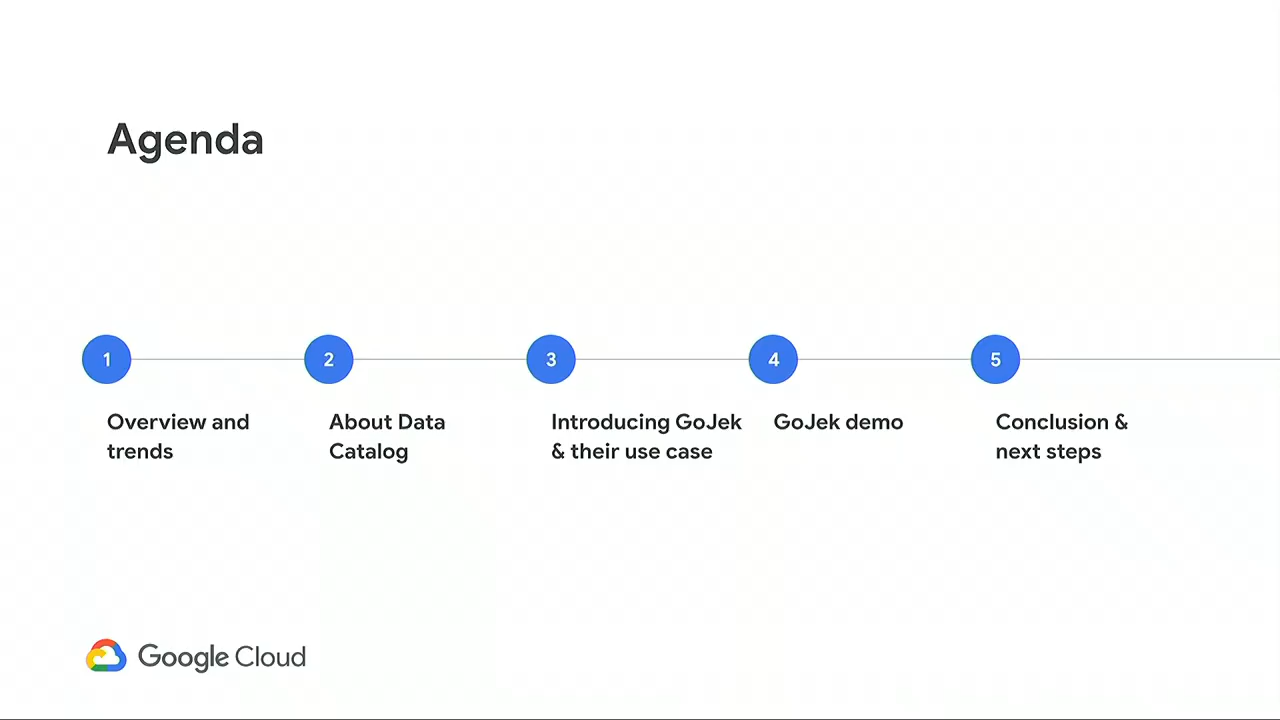 Agenda
1
2
3
4
5
Overview and
trends
About Data
Catalog
Introducing GoJek
& their use case
GoJek demo
Conclusion &
next steps
Google Cloud